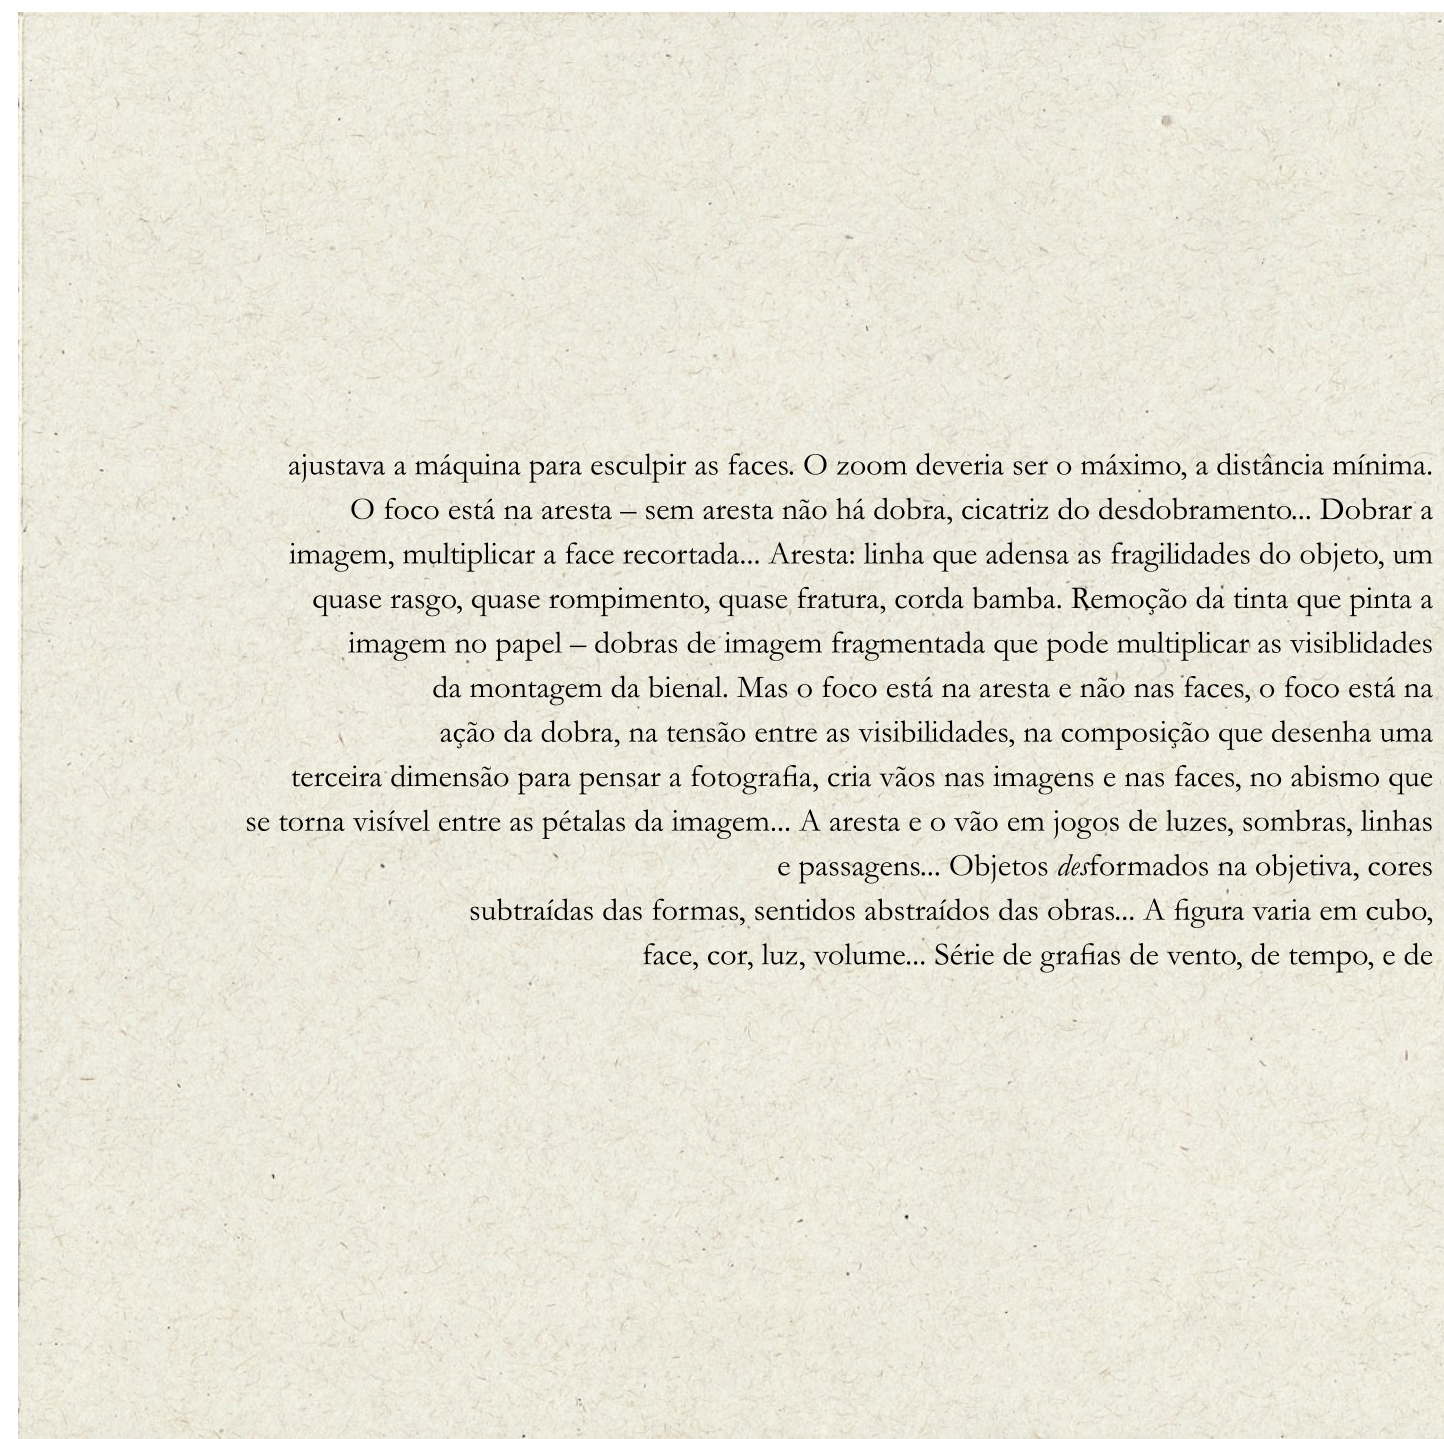 ajustava a máquina para esculpir as faces. O zoom deveria ser o máximo, a distância mínima.
O foco está na aresta – sem aresta não há dobra, cicatriz do desdobramento... Dobrar a
imagem, multiplicar a face recortada... Aresta: linha que adensa as fragilidades do objeto, um
quase rasgo, quase rompimento, quase fratura, corda bamba. Remoção da tinta que pinta a
imagem no papel – dobras de imagem fragmentada que pode multiplicar as visiblidades
da montagem da bienal. Mas o foco está na aresta e não nas faces, o foco está na
ação da dobra, na tensão entre as visibilidades, na composição que desenha uma
terceira dimensão para pensar a fotografia, cria vãos nas imagens e nas faces, no abismo que
se torna visível entre as pétalas da imagem... A aresta e o vão em jogos de luzes, sombras, linhas
e passagens... Objetos desformados na objetiva, cores
subtraídas das formas, sentidos abstraídos das obras... A figura varia em cubo,
face, cor, luz, volume... Série de grafias de vento, de tempo, e de